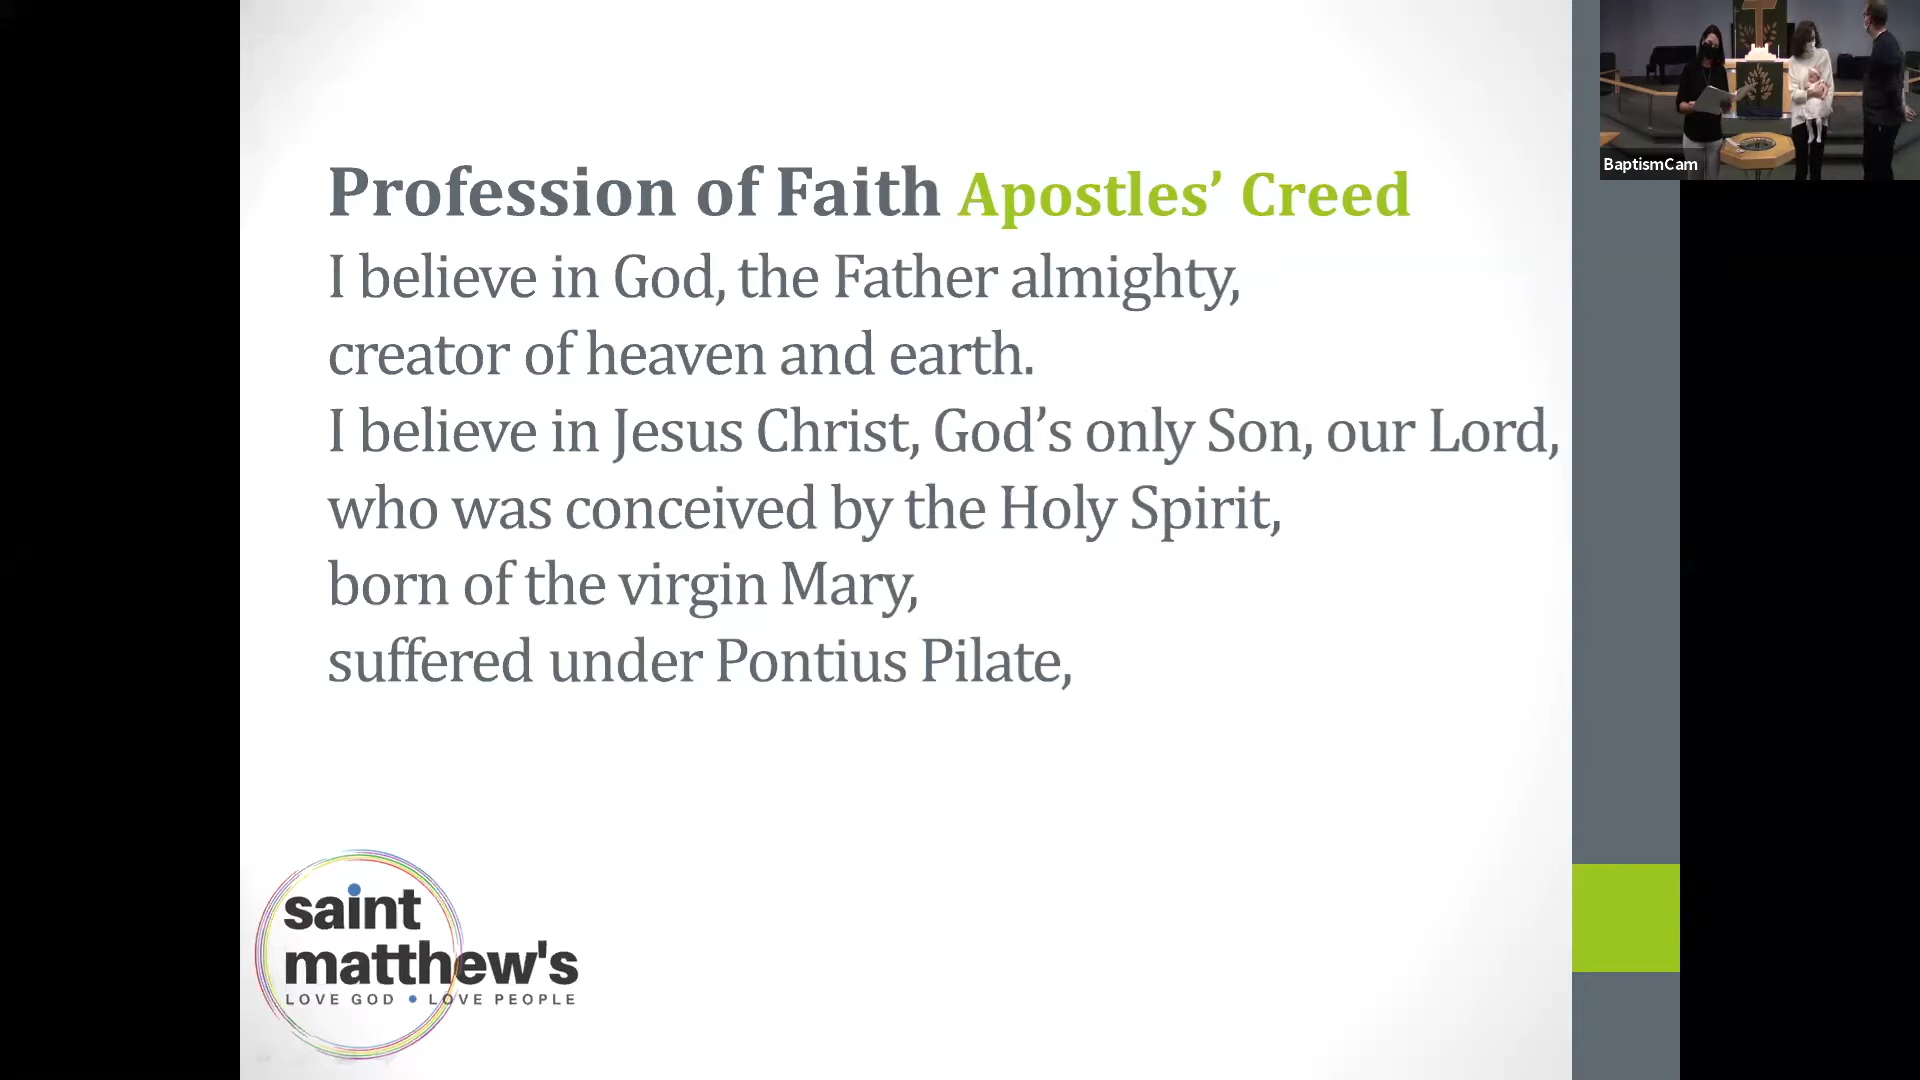 Profession of Faith Apostles’ Creed
I believe in God, the Father almighty,
creator of heaven and earth.
I believe in Jesus Christ, God’s only Son, our Lord,
who was conceived by the Holy Spirit,
born of the virgin Mary,
suffered under Pontius Pilate,
BaptismCam
saint
matthew's
LOVE GOD • LOVE PEOPLE